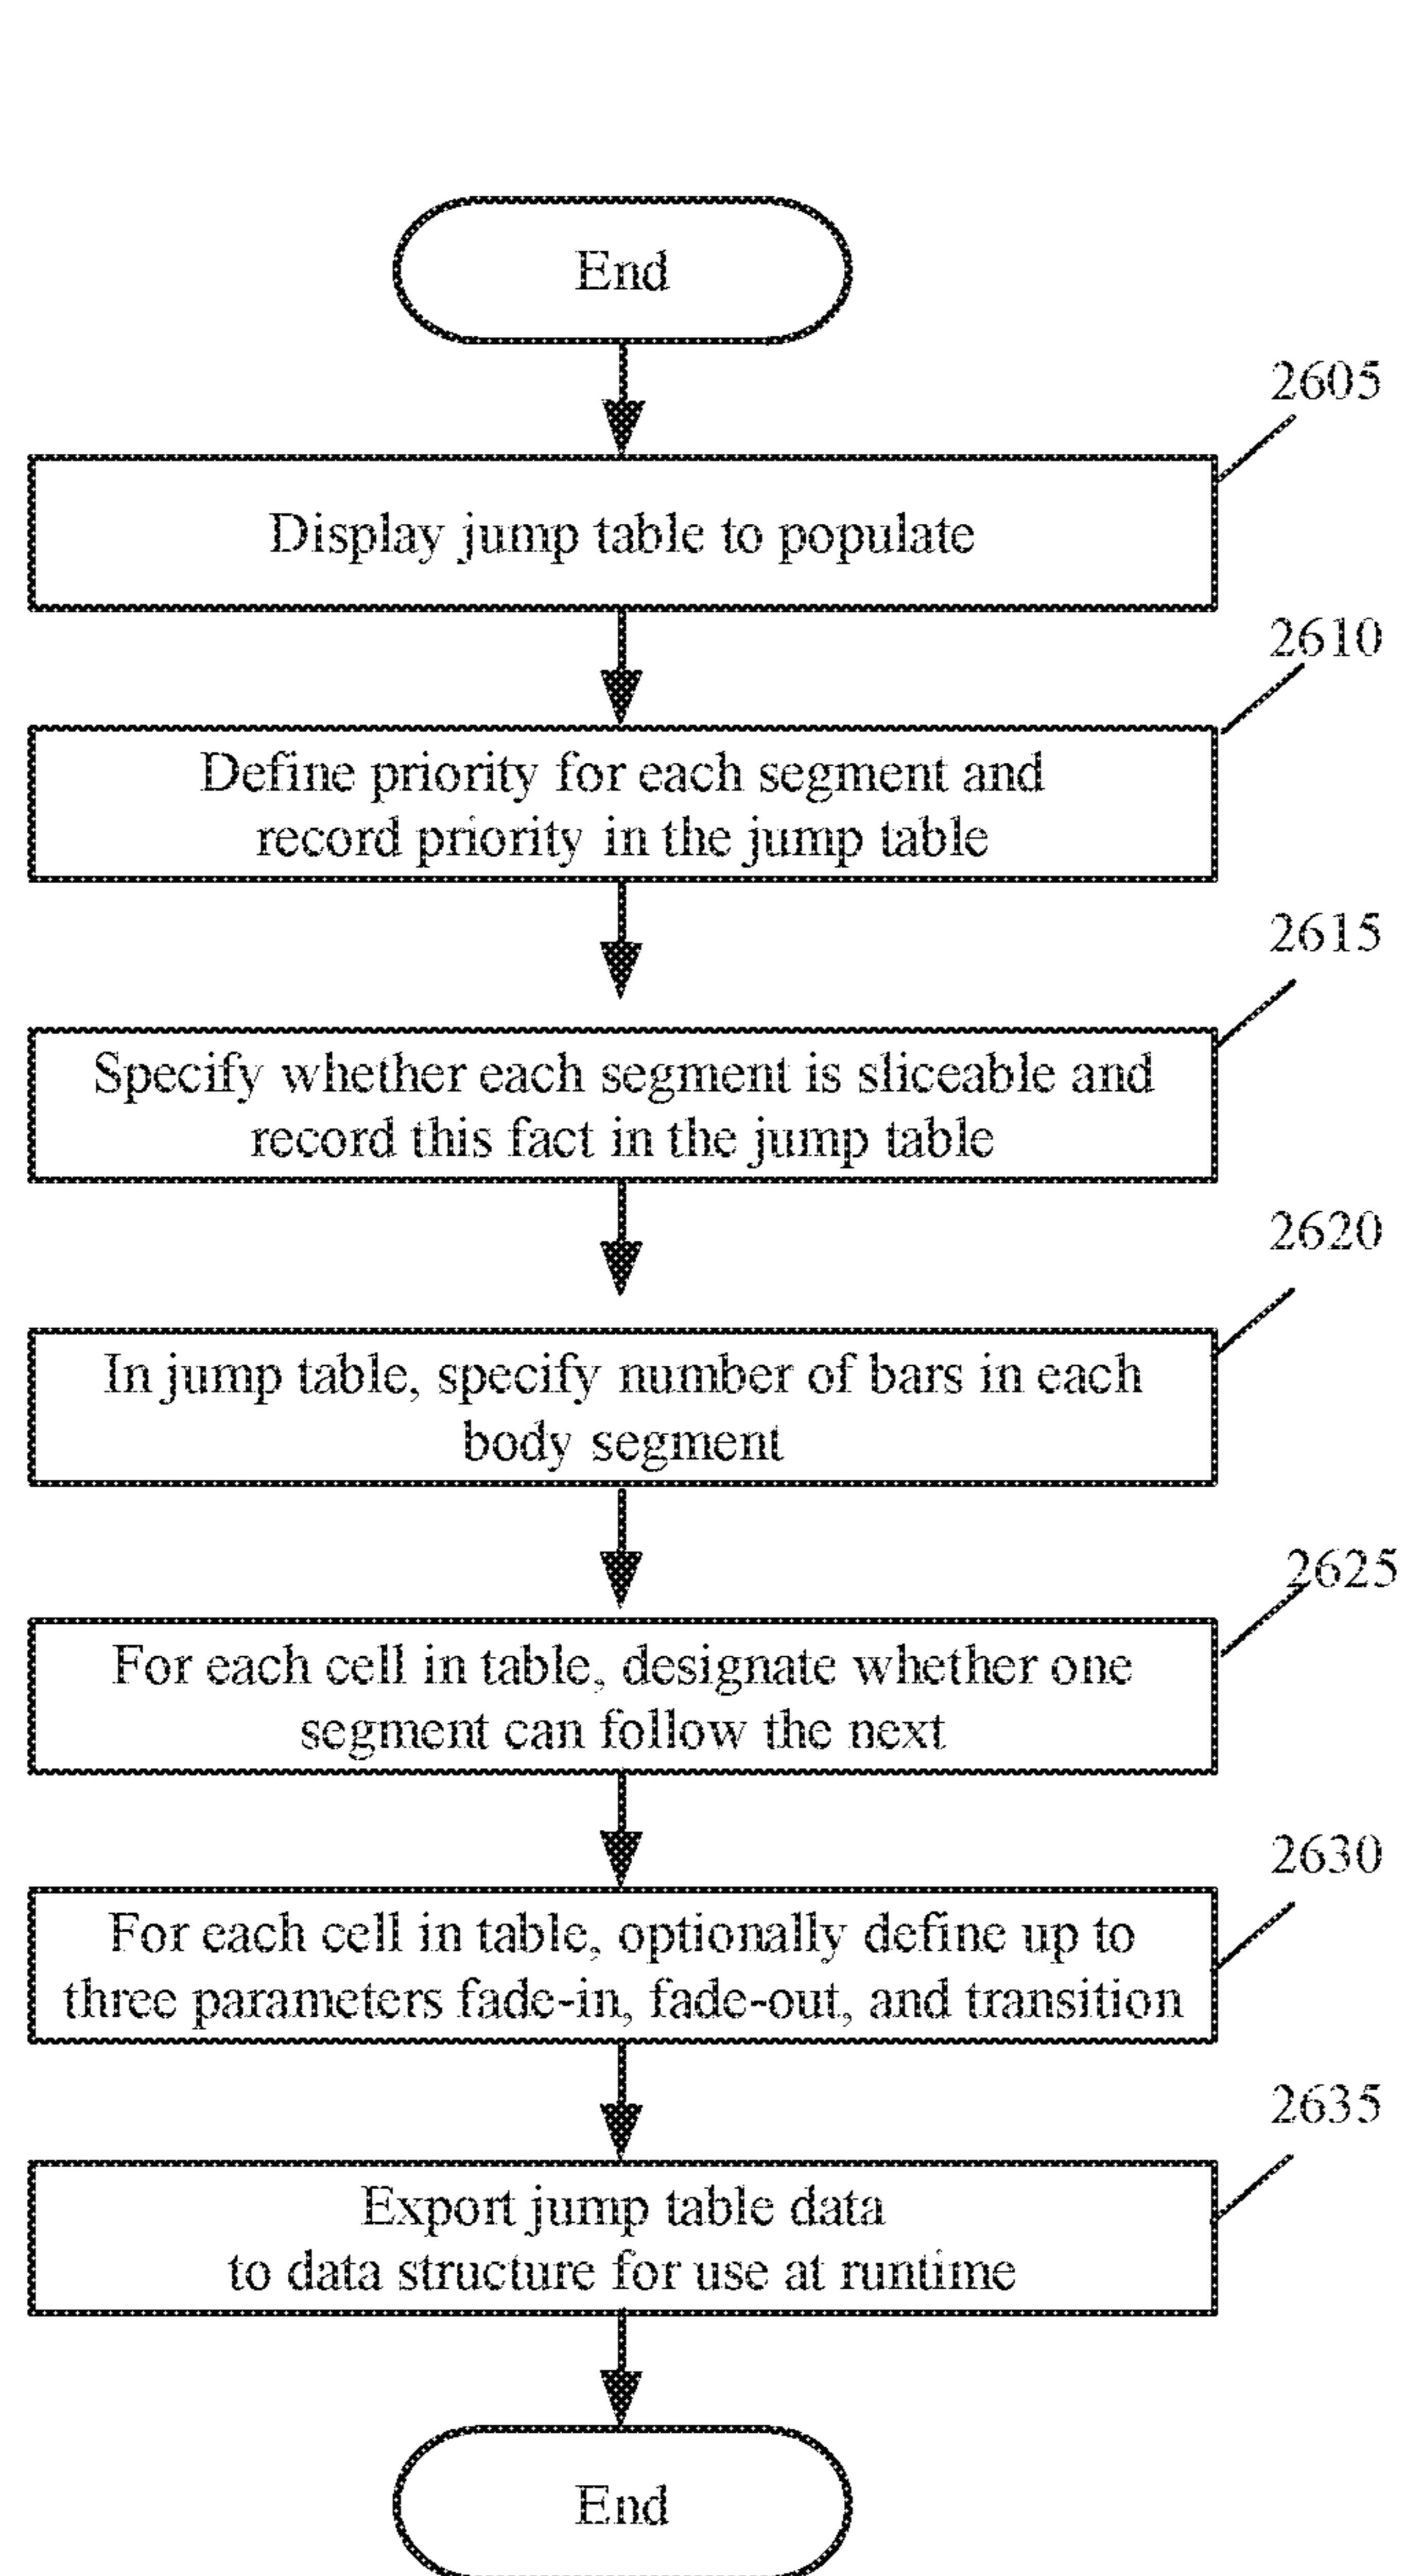 End
2605
Display jump table to populate
2610
Define priority for each segment and
record priority in the jump table
2615
Specify whether each segment is sliceable and
record this fact in the jump table
2620
In jump table, specify number of bars in each
body segment
2625
For each cell in table, designate whether one
segment can follow the next
2630
For each cell in table, optionally define up to
three parameters fade-in, fade-out, and transition
2635
Export jump table data
to data structure for use at runtime
End